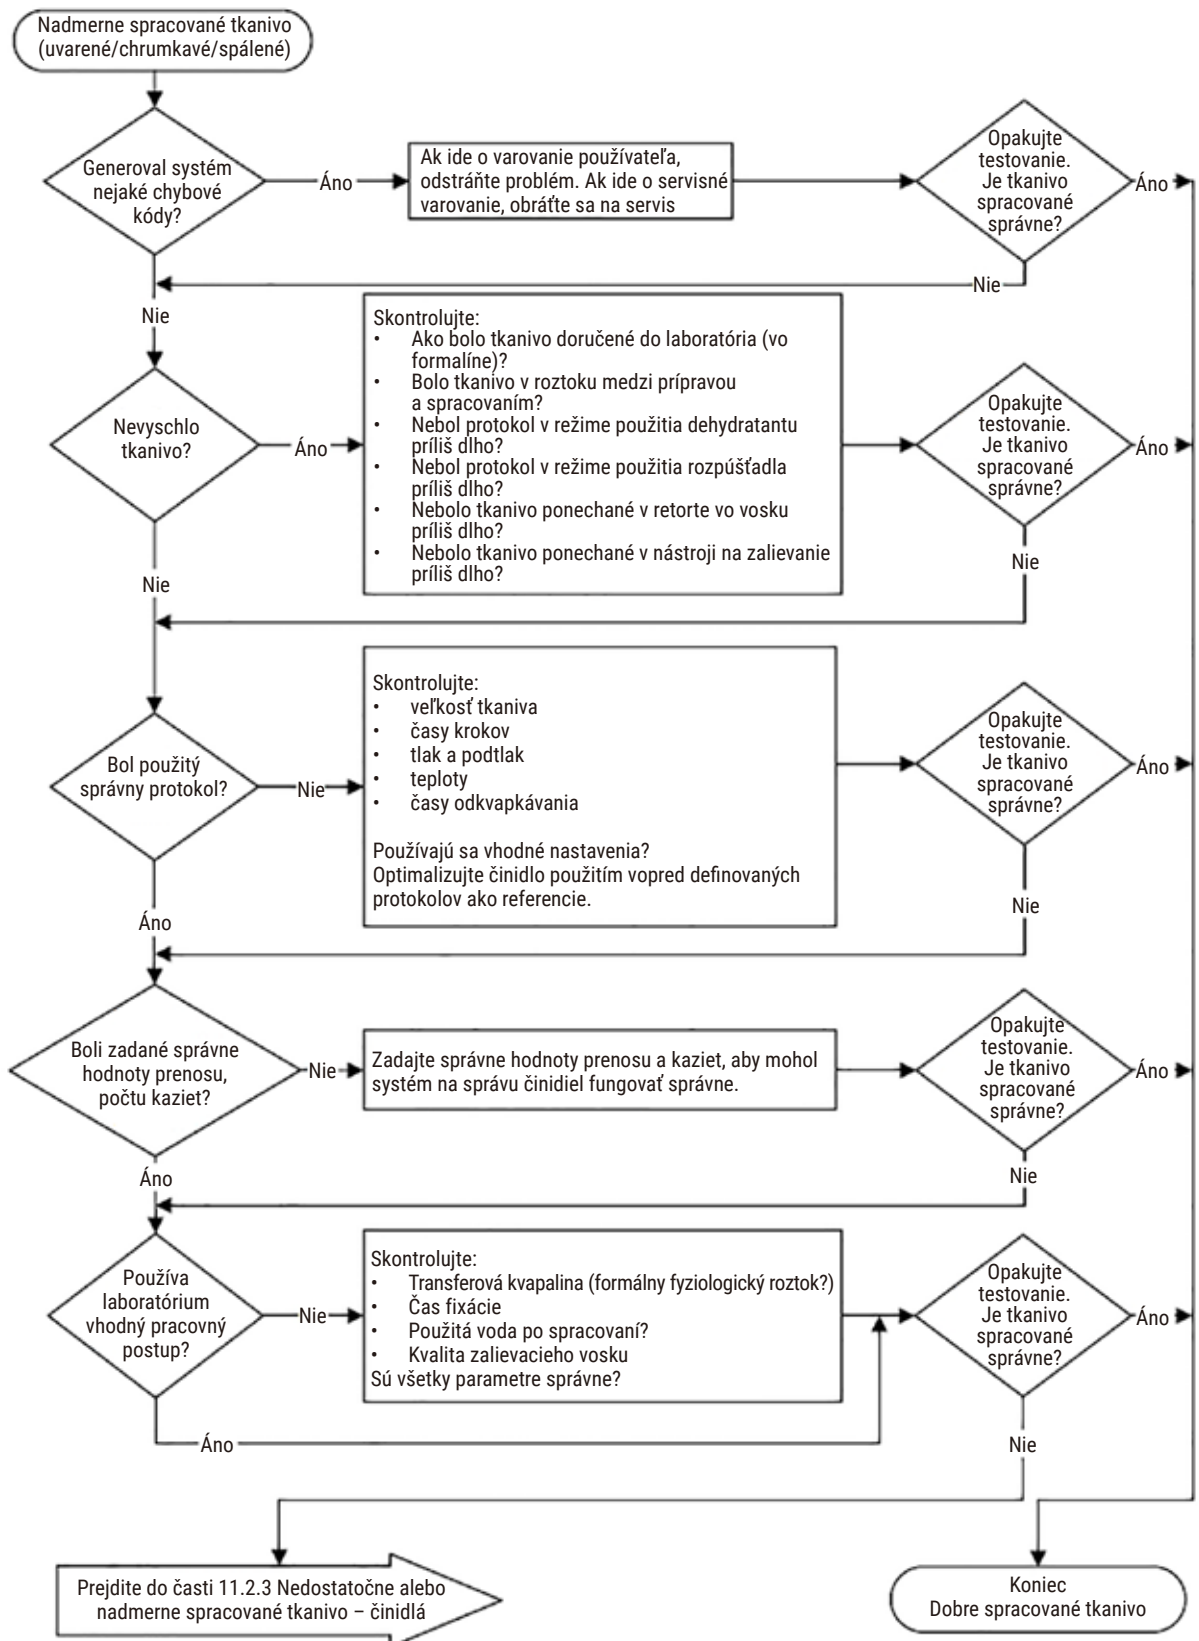 Nadmerne spracované tkanivo
(uvarené/chrumkavé/spálené)
Generoval systém
nejaké chybové
kódy?
Áno
Ak ide o varovanie používateľa,
odstráňte problém. Ak ide o servisné
varovanie, obráťte sa na servis
Opakujte
testovanie.
Je tkanivo
spracované
správne?
Áno
Nie
Nie
Nevyschlo
tkanivo?
Áno
Skontrolujte:
• Ako bolo tkanivo doručené do laboratória (vo
formalíne)?
• Bolo tkanivo v roztoku medzi prípravou
a spracovaním?
• Nebol protokol v režime použitia dehydratantu
príliš dlho?
• Nebol protokol v režime použitia rozpúšťadla
príliš dlho?
• Nebolo tkanivo ponechané v retorte vo vosku
príliš dlho?
• Nebolo tkanivo ponechané v nástroji na zalievanie
príliš dlho?
Opakujte
testovanie.
Je tkanivo
spracované
správne?
Áno
Nie
Nie
Bol použitý
správny protokol?
Nie
Skontrolujte:
• veľkosť tkaniva
• časy krokov
• tlak a podtlak
• teploty
• časy odkvapkávania
Používajú sa vhodné nastavenia?
Optimalizujte činidlo použitím vopred definovaných
protokolov ako referencie.
Opakujte
testovanie.
Je tkanivo
spracované
správne?
Áno
Nie
Áno
Boli zadané správne
hodnoty prenosu,
počtu kaziet?
Nie
Zadajte správne hodnoty prenosu a kaziet, aby mohol
systém na správu činidiel fungovať správne.
Opakujte
testovanie.
Je tkanivo
spracované
správne?
Áno
Nie
Áno
Používa
laboratórium
vhodný pracovný
postup?
Nie
Skontrolujte:
• Transferová kvapalina (formálny fyziologický roztok?)
• Čas fixácie
• Použitá voda po spracovaní?
• Kvalita zalievacieho vosku
Sú všetky parametre správne?
Opakujte
testovanie.
Je tkanivo
spracované
správne?
Áno
Áno
Nie
Prejdite do časti 11.2.3 Nedostatočne alebo
nadmerne spracované tkanivo – činidlá
Koniec
Dobre spracované tkanivo